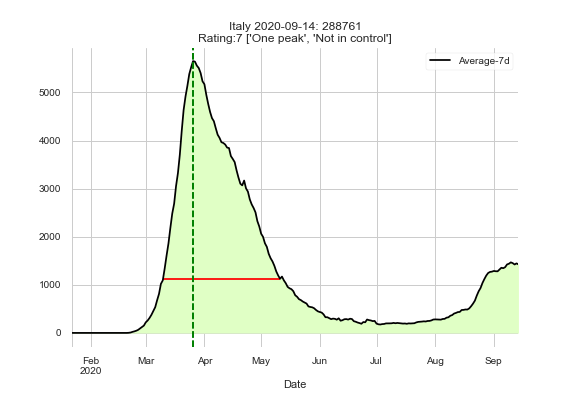 Italy 2020-09-14: 288761
Rating:7 ['One peak', 'Not in control']
Average-7d
5000
4000
3000
2000
1000
0
Feb Mar Apr May Jun Jul Aug Sep
2020
Date